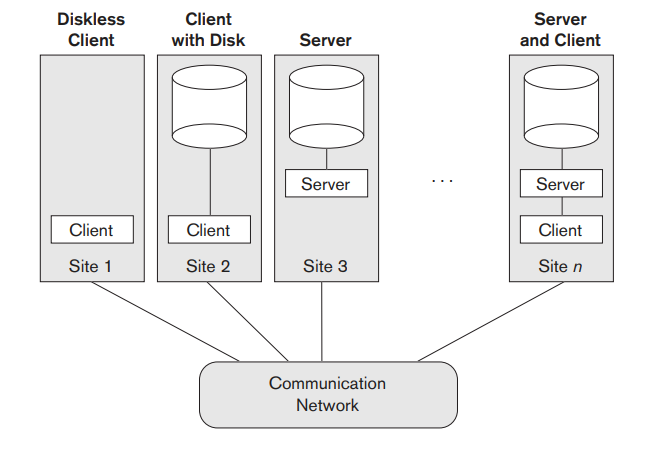 Diskless
Client
Client
with Disk
Server
Server
and Client
Server
. . .
Server
Client
Client
Client
Site 1
Site 2
Site 3
Site n
Communication
Network